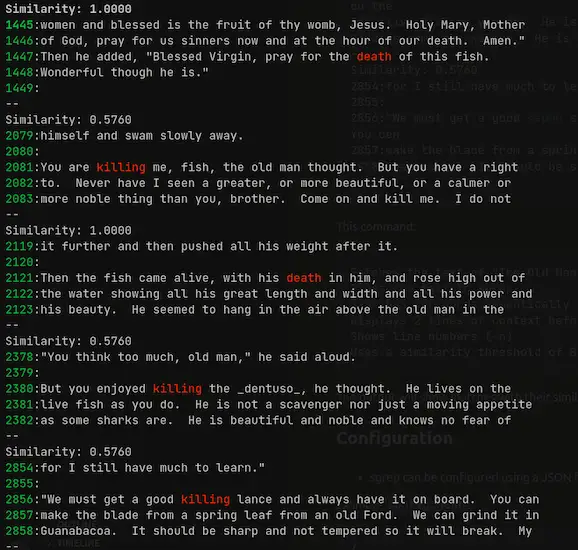 Similarity: 1.0000
1445:women and blessed is the fruit of thy womb, Jesus.  Holy Mary, Mother
1446:of God, pray for us sinners now and at the hour of our death.  Amen."
1447:Then he added, "Blessed Virgin, pray for the death of this fish.
1448:Wonderful though he is."
1449:
--
Similarity: 0.5760
2079:himself and swam slowly away.
2080:
2081:You are killing me, fish, the old man thought.  But you have a right
2082:to.  Never have I seen a greater, or more beautiful, or a calmer or
2083:more noble thing than you, brother.  Come on and kill me.  I do not
--
Similarity: 1.0000
2119:it further and then pushed all his weight after it.
2120:
2121:Then the fish came alive, with his death in him, and rose high out of
2122:the water showing all his great length and width and all his power and
2123:his beauty.  He seemed to hang in the air above the old man in the
--
Similarity: 0.5760
2378:"You think too much, old man," he said aloud.
2379:
2380:But you enjoyed killing the _dentuso_, he thought.  He lives on the
2381:live fish as you do.  He is not a scavenger nor just a moving appetite
2382:as some sharks are.  He is beautiful and noble and knows no fear of
--
Similarity: 0.5760
2854:for I still have much to learn."
2855:
2856:"We must get a good killing lance and always have it on board.  You can
2857:make the blade from a spring leaf from an old Ford.  We can grind it in
2858:Guanabacoa.  It should be sharp and not tempered so it will break.  My
--
This command:
Configuration